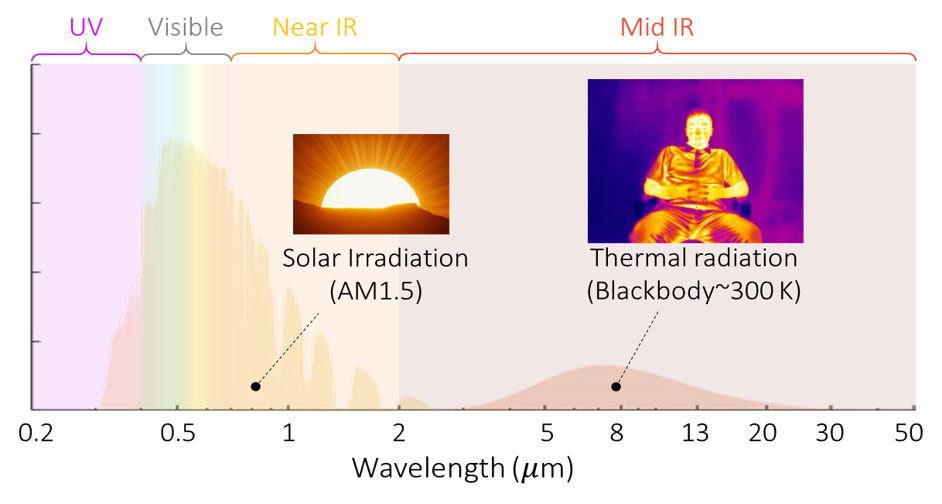 UV Visible Near IR Mid IR
Solar Irradiation
(AM1.5)
Thermal radiation
(Blackbody~300 K)
0.2 0.5 1 2 5 8 13 20 30 50
Wavelength (μm)